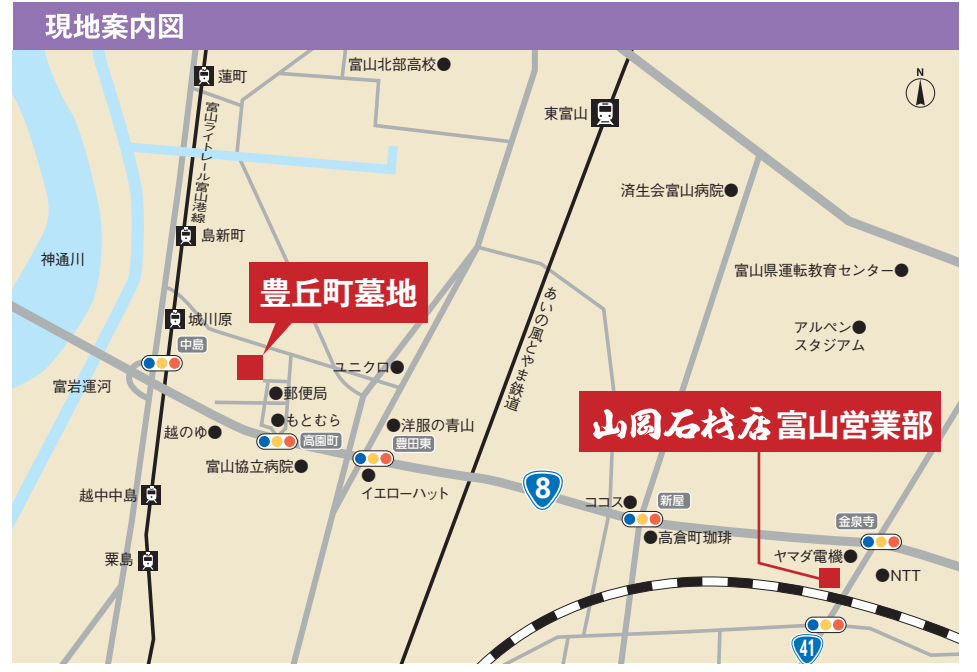 現地案内図
蓮町
富山北部高校
N
東富山
富山ライトレール富山港線
済生会富山病院
島新町
神通川
富山県運転教育センター
豊丘町墓地
あいの風とやま鉄道
城川原
アルペン
スタジアム
中島
ユニクロ
富岩運河
郵便局
もとむら
洋服の青山
山岡石材店 富山営業部
越のゆ
高園町
豊田東
富山協立病院
イエローハット
8
越中中島
ココス
新屋
金泉寺
高倉町珈琲
粟島
ヤマダ電機
NTT
41